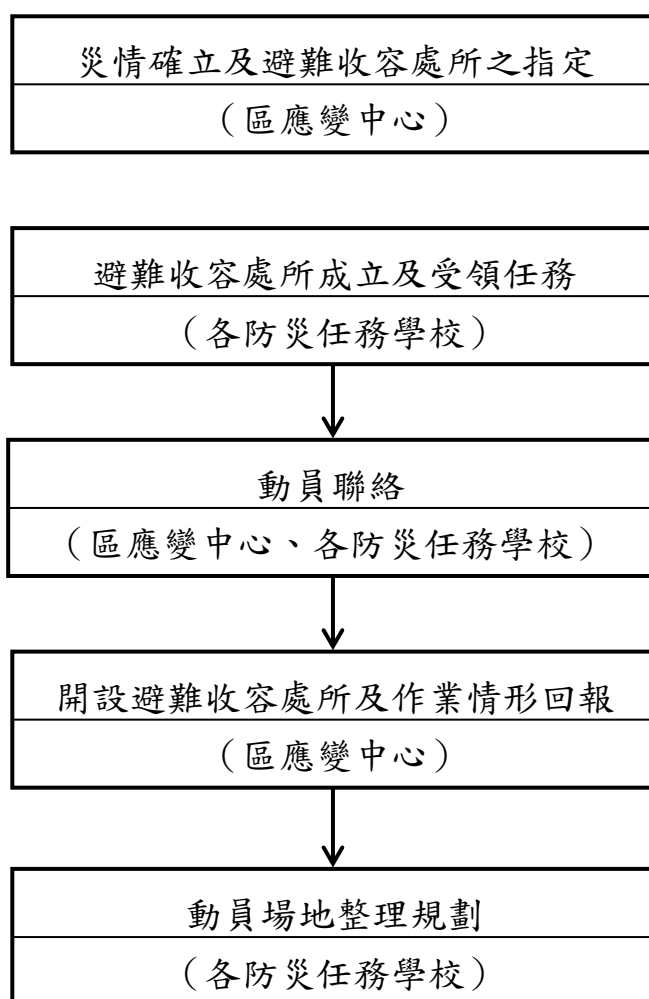 災情確立及避難收容處所之指定
（區應變中心）
避難收容處所成立及受領任務
（各防災任務學校）
動員聯絡
（區應變中心、各防災任務學校）
開設避難收容處所及作業情形回報
（區應變中心）
動員場地整理規劃
（各防災任務學校）